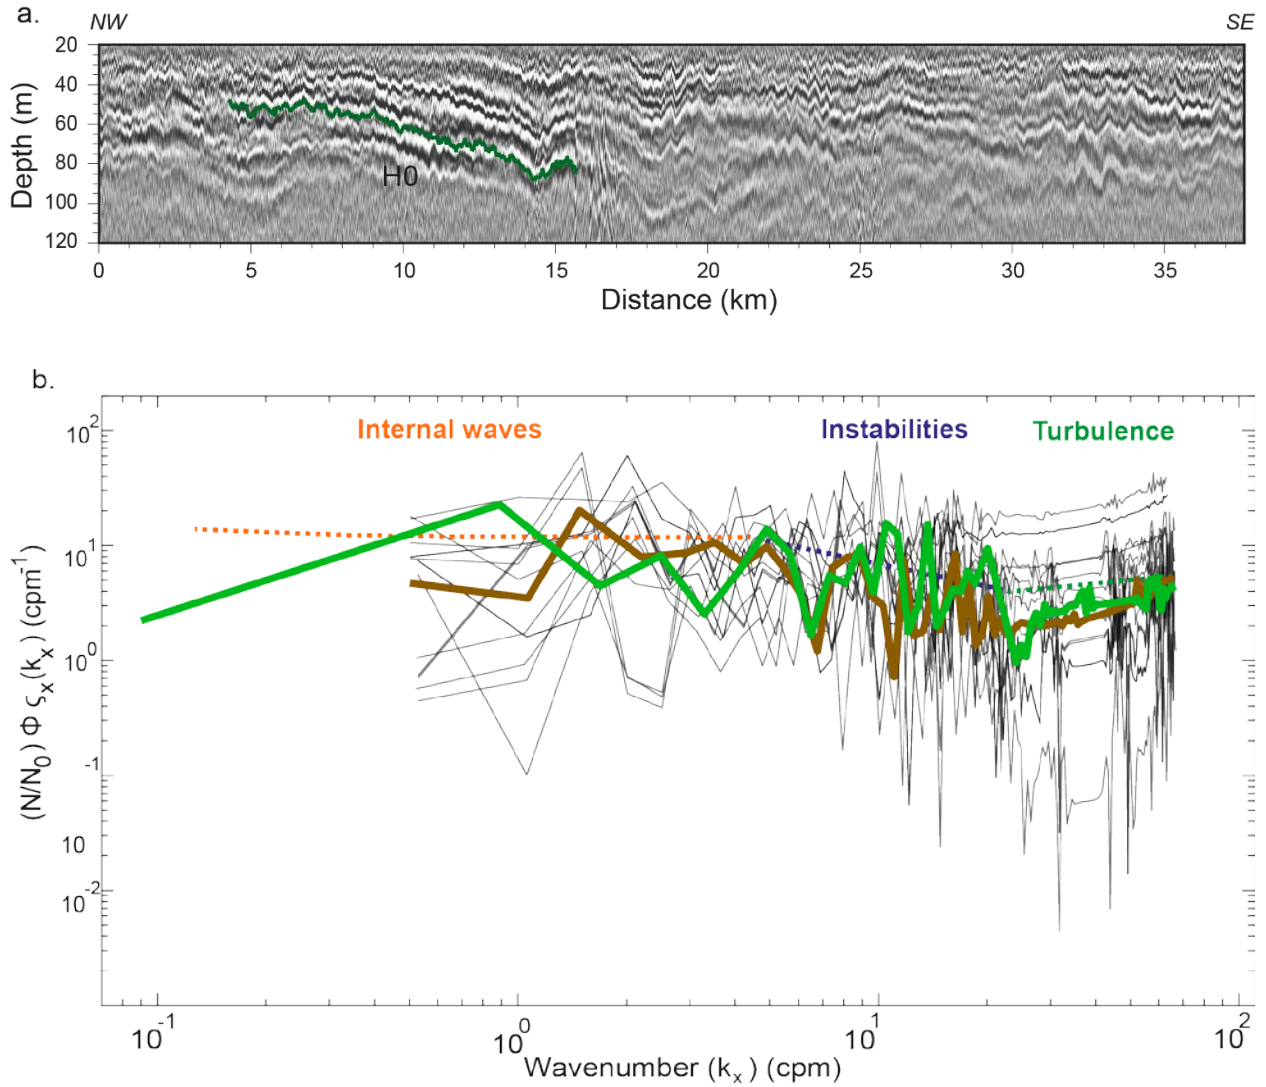 a.
NW
SE
20
40
60
80
100
120
Depth (m)
H0
0 5 10 15 20 25 30 35
Distance (km)
b.
Internal waves
Instabilities
Turbulence
10²
10¹
10⁰
-1
10
10⁻²
(N/N₀) Φ ςₓ(kₓ) (cpm⁻¹)
10⁻¹ 10⁰ 10¹ 10²
Wavenumber (kₓ) (cpm)